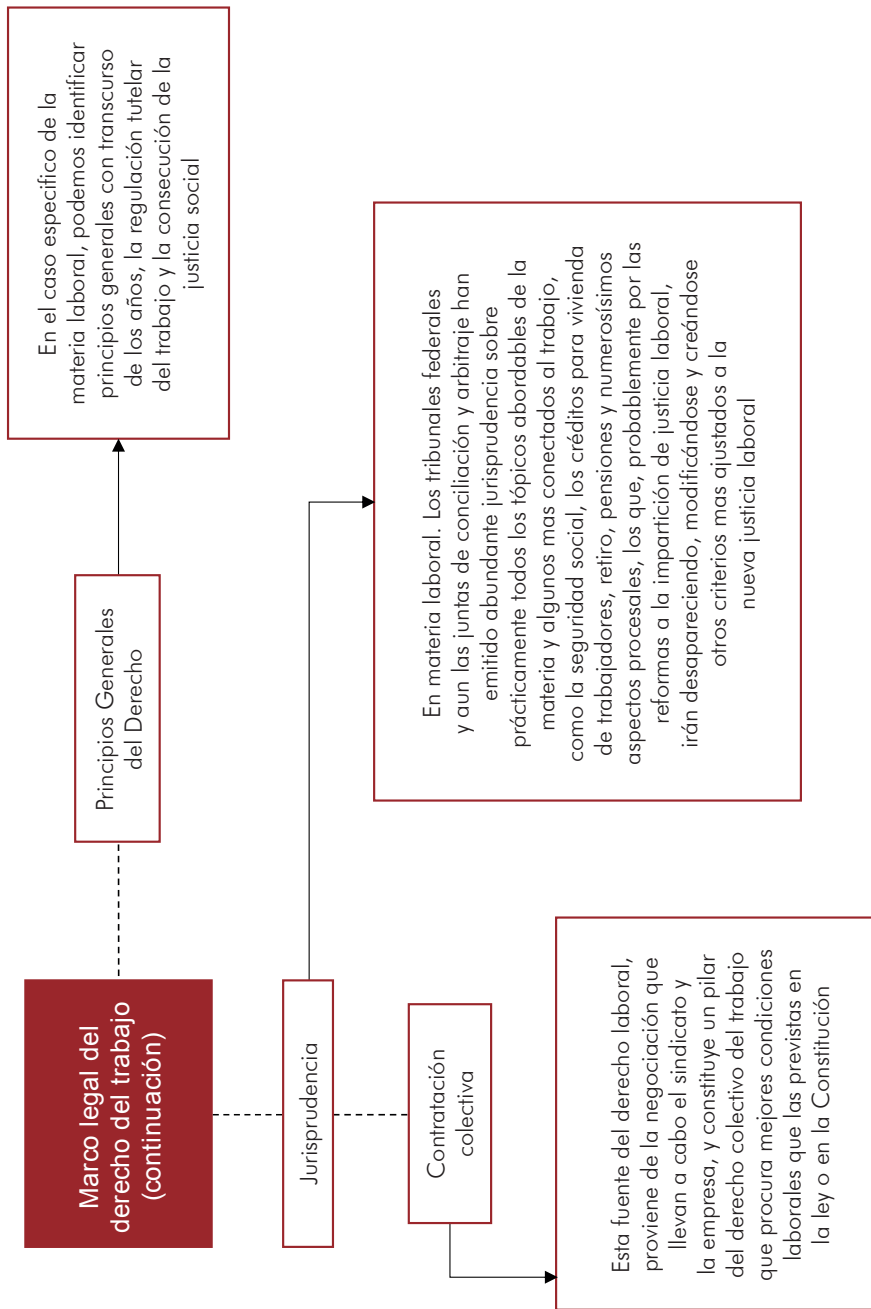 Marco legal del
derecho del trabajo
(continuación)
Principios Generales
del Derecho
En el caso especifico de la
materia laboral, podemos identificar
principios generales con transcurso
de los años, la regulación tutelar
del trabajo y la consecución de la
justicia social
Jurisprudencia
En materia laboral. Los tribunales federales
y aun las juntas de conciliación y arbitraje han
emitido abundante jurisprudencia sobre
prácticamente todos los tópicos abordables de la
materia y algunos mas conectados al trabajo,
como la seguridad social, los créditos para vivienda
de trabajadores, retiro, pensiones y numerosísimos
aspectos procesales, los que, probablemente por las
reformas a la impartición de justicia laboral,
irán desapareciendo, modificándose y creándose
otros criterios mas ajustados a la
nueva justicia laboral
Contratación
colectiva
Esta fuente del derecho laboral,
proviene de la negociación que
llevan a cabo el sindicato y
la empresa, y constituye un pilar
del derecho colectivo del trabajo
que procura mejores condiciones
laborales que las previstas en
la ley o en la Constitución